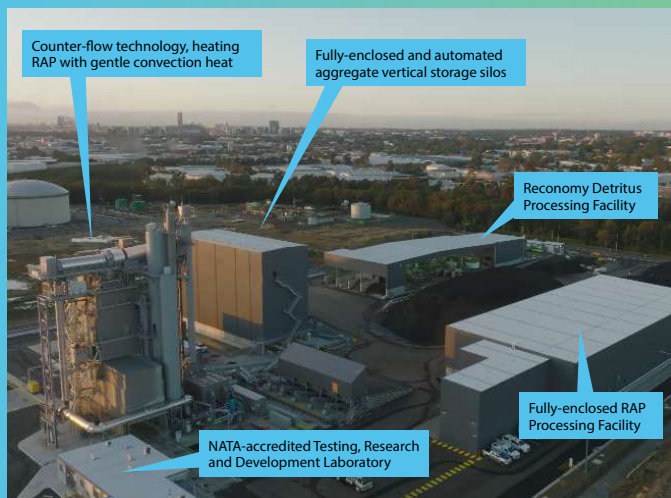 Counter-flow technology, heating
RAP with gentle convection heat
Fully-enclosed and automated
aggregate vertical storage silos
Reconomy Detritus
Processing Facility
Fully-enclosed RAP
Processing Facility
NATA-accredited Testing, Research
and Development Laboratory